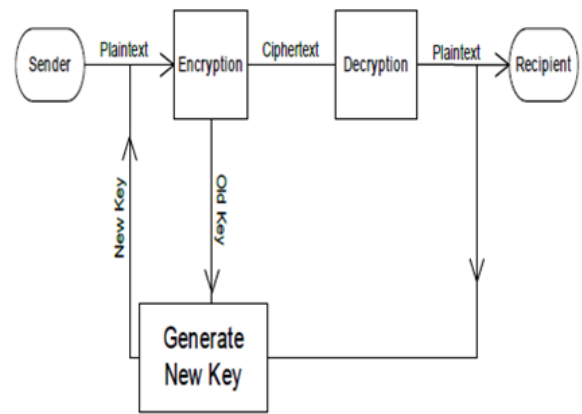 Sender
Plaintext
Encryption
Ciphertext
Decryption
Plaintext
Recipient
New Key
Old Key
Generate
New Key